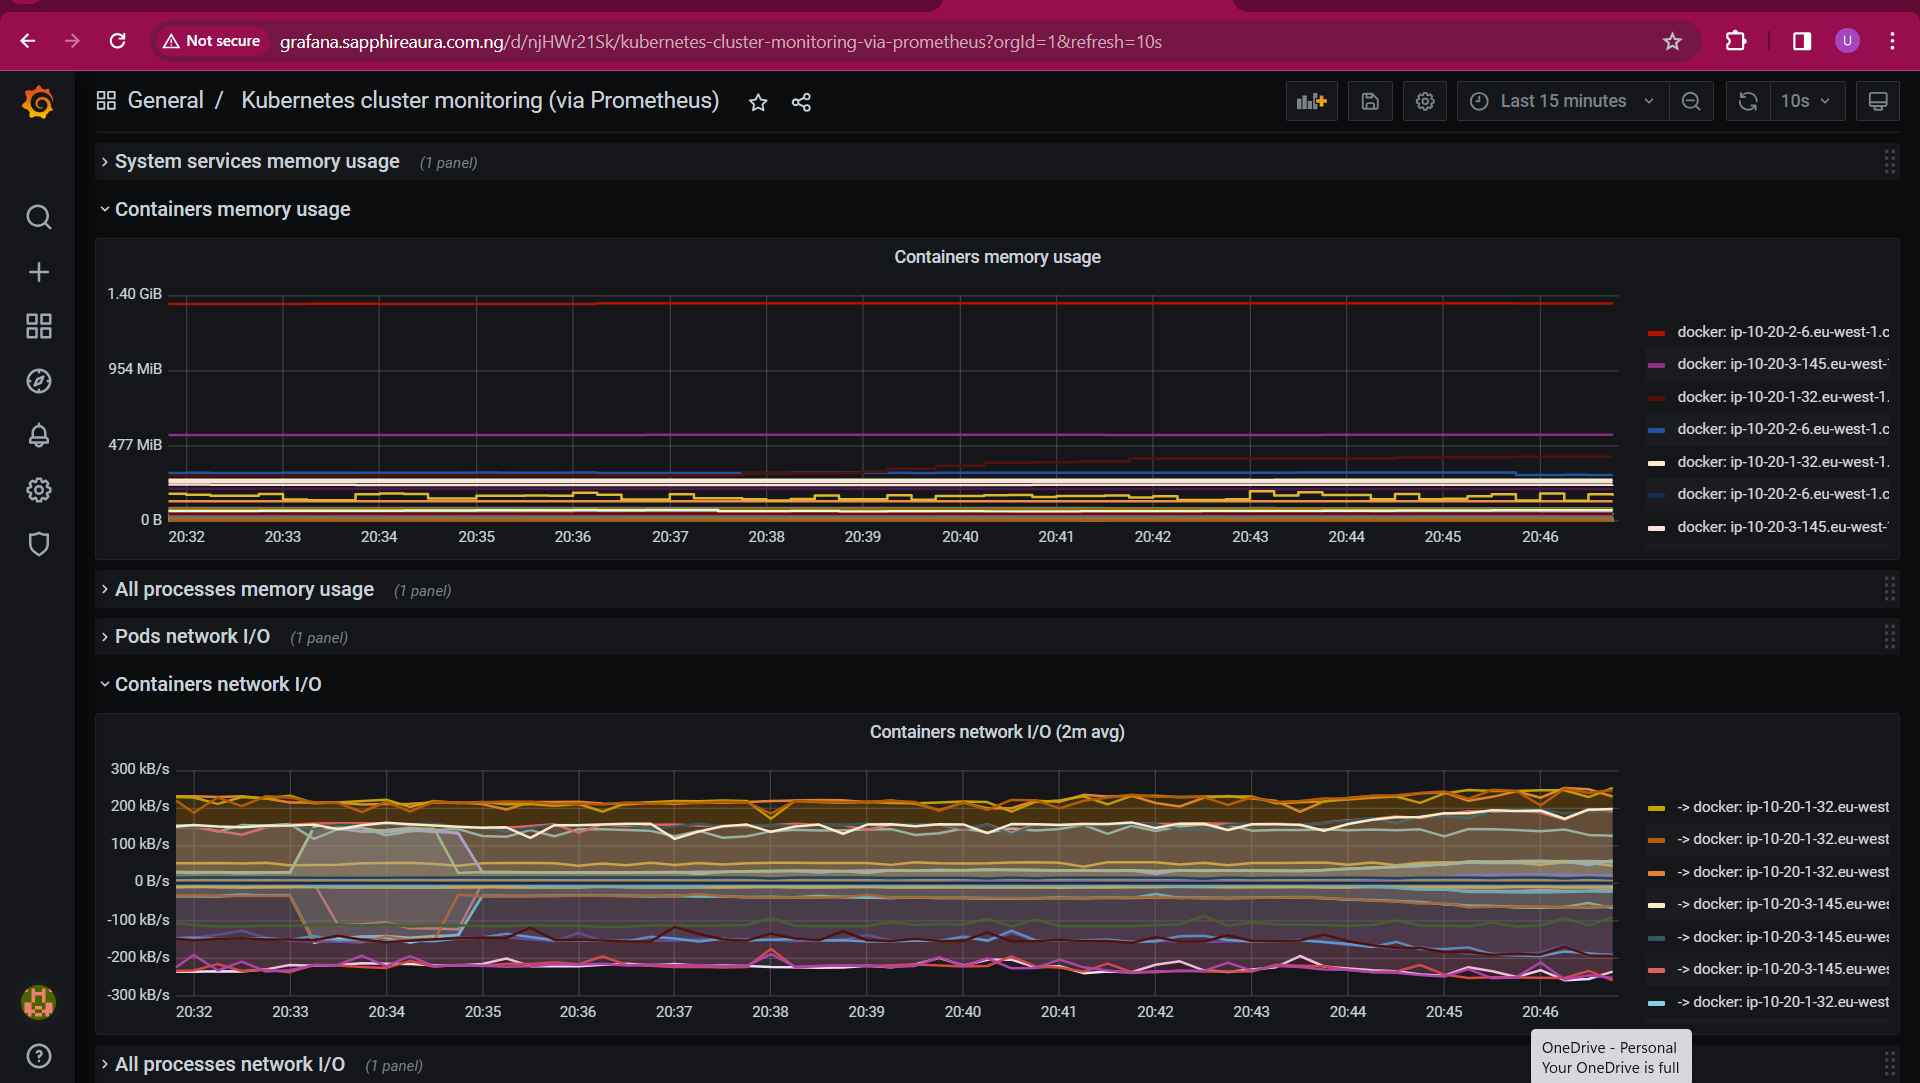 Not secure grafana.sapphireaura.com.ng/d/njHWr21Sk/kubernetes-cluster-monitoring-via-prometheus?orgId=1&refresh=10s
U
General / Kubernetes cluster monitoring (via Prometheus)
Last 15 minutes
10s
System services memory usage (1 panel)
Containers memory usage
Containers memory usage
1.40 GiB
954 MiB
477 MiB
0 B
20:32 20:33 20:34 20:35 20:36 20:37 20:38 20:39 20:40 20:41 20:42 20:43 20:44 20:45 20:46
docker: ip-10-20-2-6.eu-west-1.c
docker: ip-10-20-3-145.eu-west-
docker: ip-10-20-1-32.eu-west-1.
docker: ip-10-20-2-6.eu-west-1.c
docker: ip-10-20-1-32.eu-west-1.
docker: ip-10-20-2-6.eu-west-1.c
docker: ip-10-20-3-145.eu-west-
All processes memory usage (1 panel)
Pods network I/O (1 panel)
Containers network I/O
Containers network I/O (2m avg)
300 kB/s
200 kB/s
100 kB/s
0 B/s
-100 kB/s
-200 kB/s
-300 kB/s
20:32 20:33 20:34 20:35 20:36 20:37 20:38 20:39 20:40 20:41 20:42 20:43 20:44 20:45 20:46
-> docker: ip-10-20-1-32.eu-west
-> docker: ip-10-20-1-32.eu-west
-> docker: ip-10-20-1-32.eu-west
-> docker: ip-10-20-3-145.eu-wes
-> docker: ip-10-20-3-145.eu-wes
-> docker: ip-10-20-3-145.eu-wes
-> docker: ip-10-20-1-32.eu-west
All processes network I/O (1 panel)
OneDrive - Personal
Your OneDrive is full